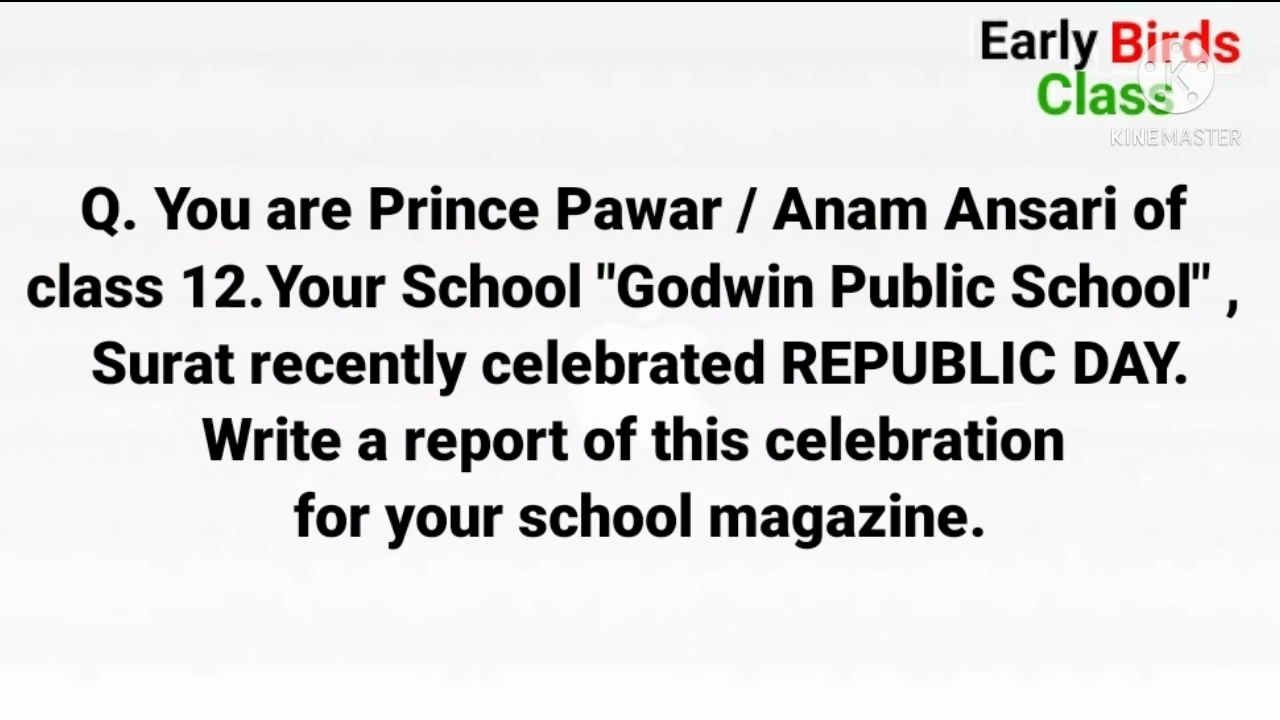 Early Birds
Class
KINEMASTER
Q. You are Prince Pawar / Anam Ansari of
class 12.Your School "Godwin Public School" ,
Surat recently celebrated REPUBLIC DAY.
Write a report of this celebration
for your school magazine.